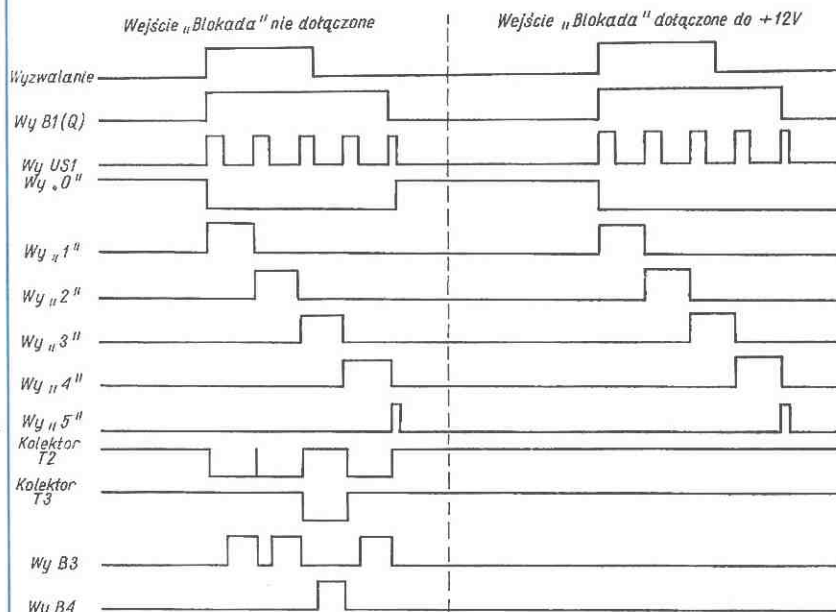 Wejście „Blokada" nie dołączone
Wejście „Blokada" dołączone do +12V
Wyzwalanie
Wy B1(Q)
Wy US1
Wy „0"
Wy „1"
Wy „2"
Wy „3"
Wy „4"
Wy „5"
Kolektor
T2
Kolektor
T3
Wy B3
Wy B4